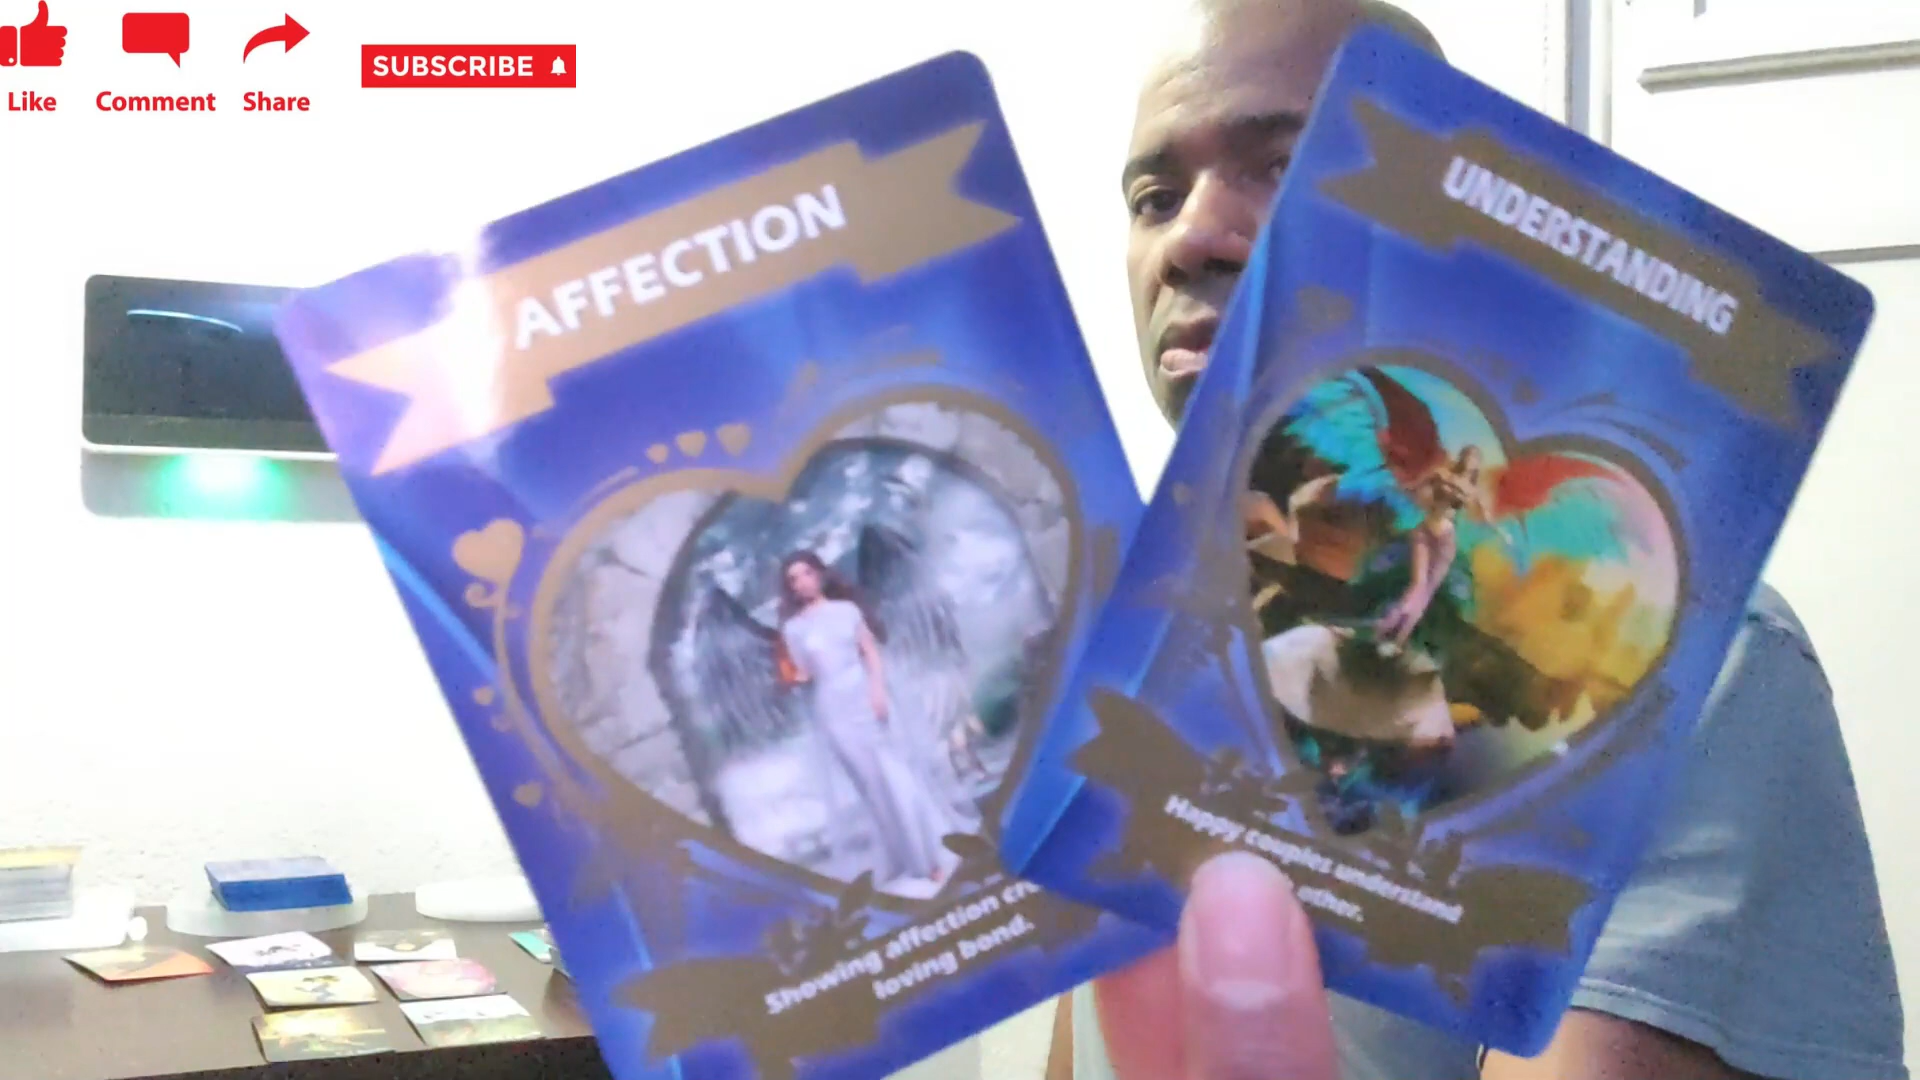 Like
Comment
Share
SUBSCRIBE
AFFECTION
Showing affection
loving bond.
UNDERSTANDING
Happy couples understand
other.